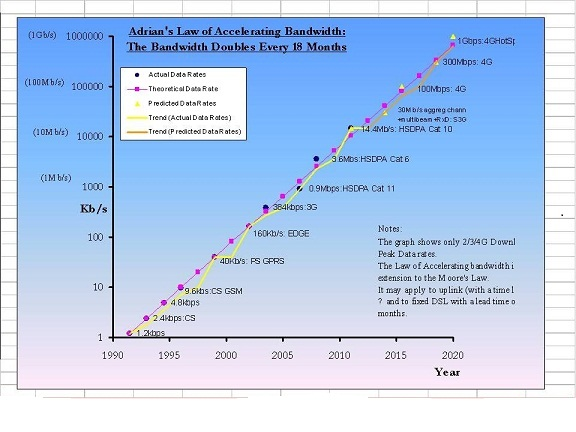 Adrian's Law of Accelerating Bandwidth:
The Bandwidth Doubles Every 18 Months
(1Gb/s)
1000000
(100Mb/s)
100000
(10Mb/s)
10000
(1Mb/s)
1000
Kb/s
100
10
1
Actual Data Rates
Theoretical Data Rate
Predicted Data Rates
Trend (Actual Data Rates)
Trend (Predicted Data Rates)
1Gbps:4GHotSp
300Mbps: 4G
100Mbps: 4G
30Mb/s aggreg chann
+multibeam+RxD: S3G
14.4Mb/s: HSDPA Cat 10
3.6Mbs:HSDPA Cat 6
0.9Mbps:HSDPA Cat 11
384kbps:3G
160Kb/s: EDGE
40Kb/s: PS GPRS
9.6kbs:CS GSM
4.8kbps
2.4kbps:CS
1.2kbps
Notes:
The graph shows only 2/3/4G Downl
Peak Data rates.
The Law of Accelerating bandwidth i
extension to the Moore's Law.
It may apply to uplink (with a time l
? and to fixed DSL with a lead time o
months.
1990 1995 2000 2005 2010 2015 2020
Year